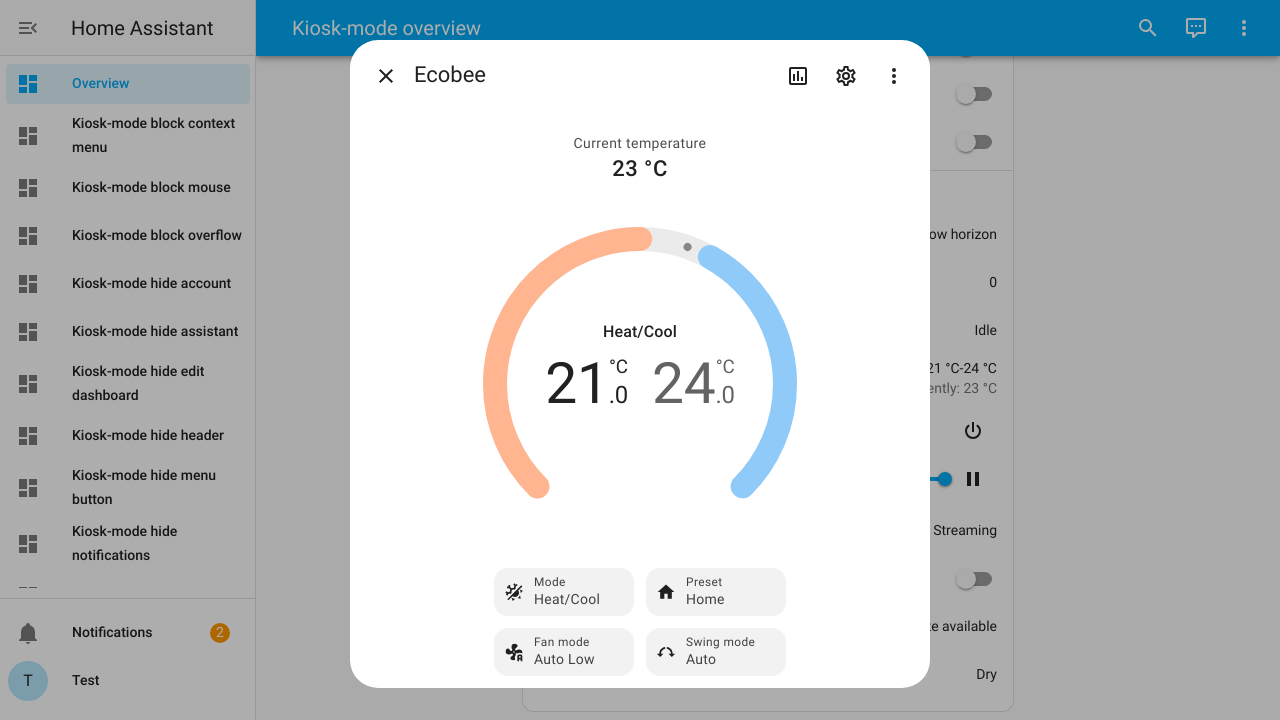 Home Assistant
Kiosk-mode overview
Overview
Kiosk-mode block context
menu
Kiosk-mode block mouse
Kiosk-mode block overflow
Kiosk-mode hide account
Kiosk-mode hide assistant
Kiosk-mode hide edit
dashboard
Kiosk-mode hide header
Kiosk-mode hide menu
button
Kiosk-mode hide
notifications
Notifications
2
T
Test
Ecobee
Current temperature
23 °C
Heat/Cool
21.0 °C
24.0 °C
Mode
Heat/Cool
Preset
Home
Fan mode
Auto Low
Swing mode
Auto
horizon
0
Idle
21 °C-24 °C
23 °C
Streaming
available
Dry